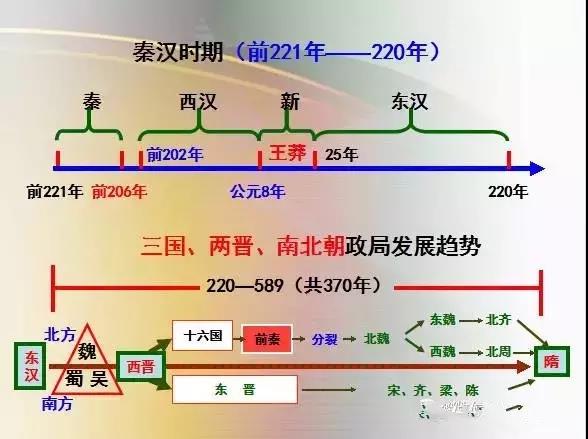 秦汉时期（前221年——220年）
秦 西汉 新 东汉
前202年 王莽 25年
前221年 前206年 公元8年 220年
三国、两晋、南北朝政局发展趋势
220—589（共370年）
北方 十六国 前秦 分裂 北魏 东魏 北齐
东汉 魏 西晋 西魏 北周 隋
蜀 吴
南方 东 晋 宋、齐、梁、陈